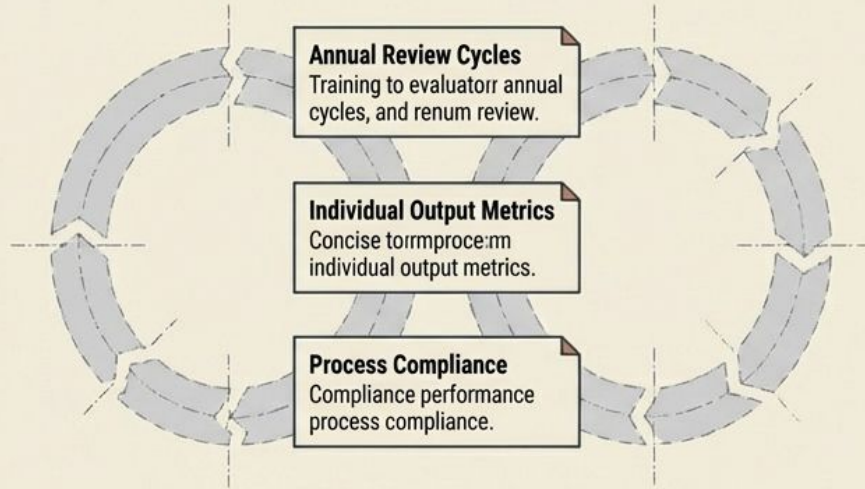 Annual Review Cycles
Training to evaluatorr annual
cycles, and renum review.
Individual Output Metrics
Concise
individual output metrics.
Process Compliance
Compliance performance
process compliance.